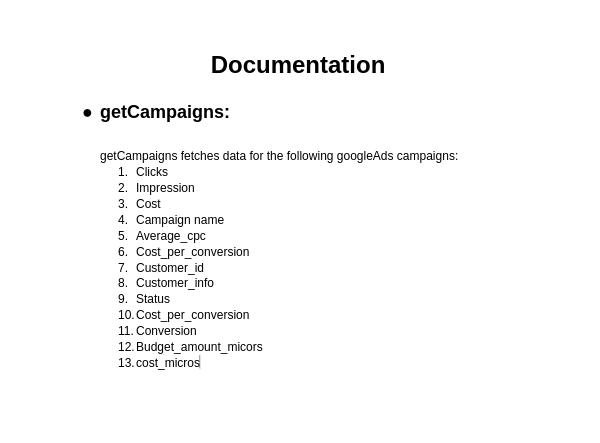 Documentation
● getCampaigns:
getCampaigns fetches data for the following googleAds campaigns:
1. Clicks
2. Impression
3. Cost
4. Campaign name
5. Average_cpc
6. Cost_per_conversion
7. Customer_id
8. Customer_info
9. Status
10. Cost_per_conversion
11. Conversion
12. Budget_amount_micors
13. cost_micros